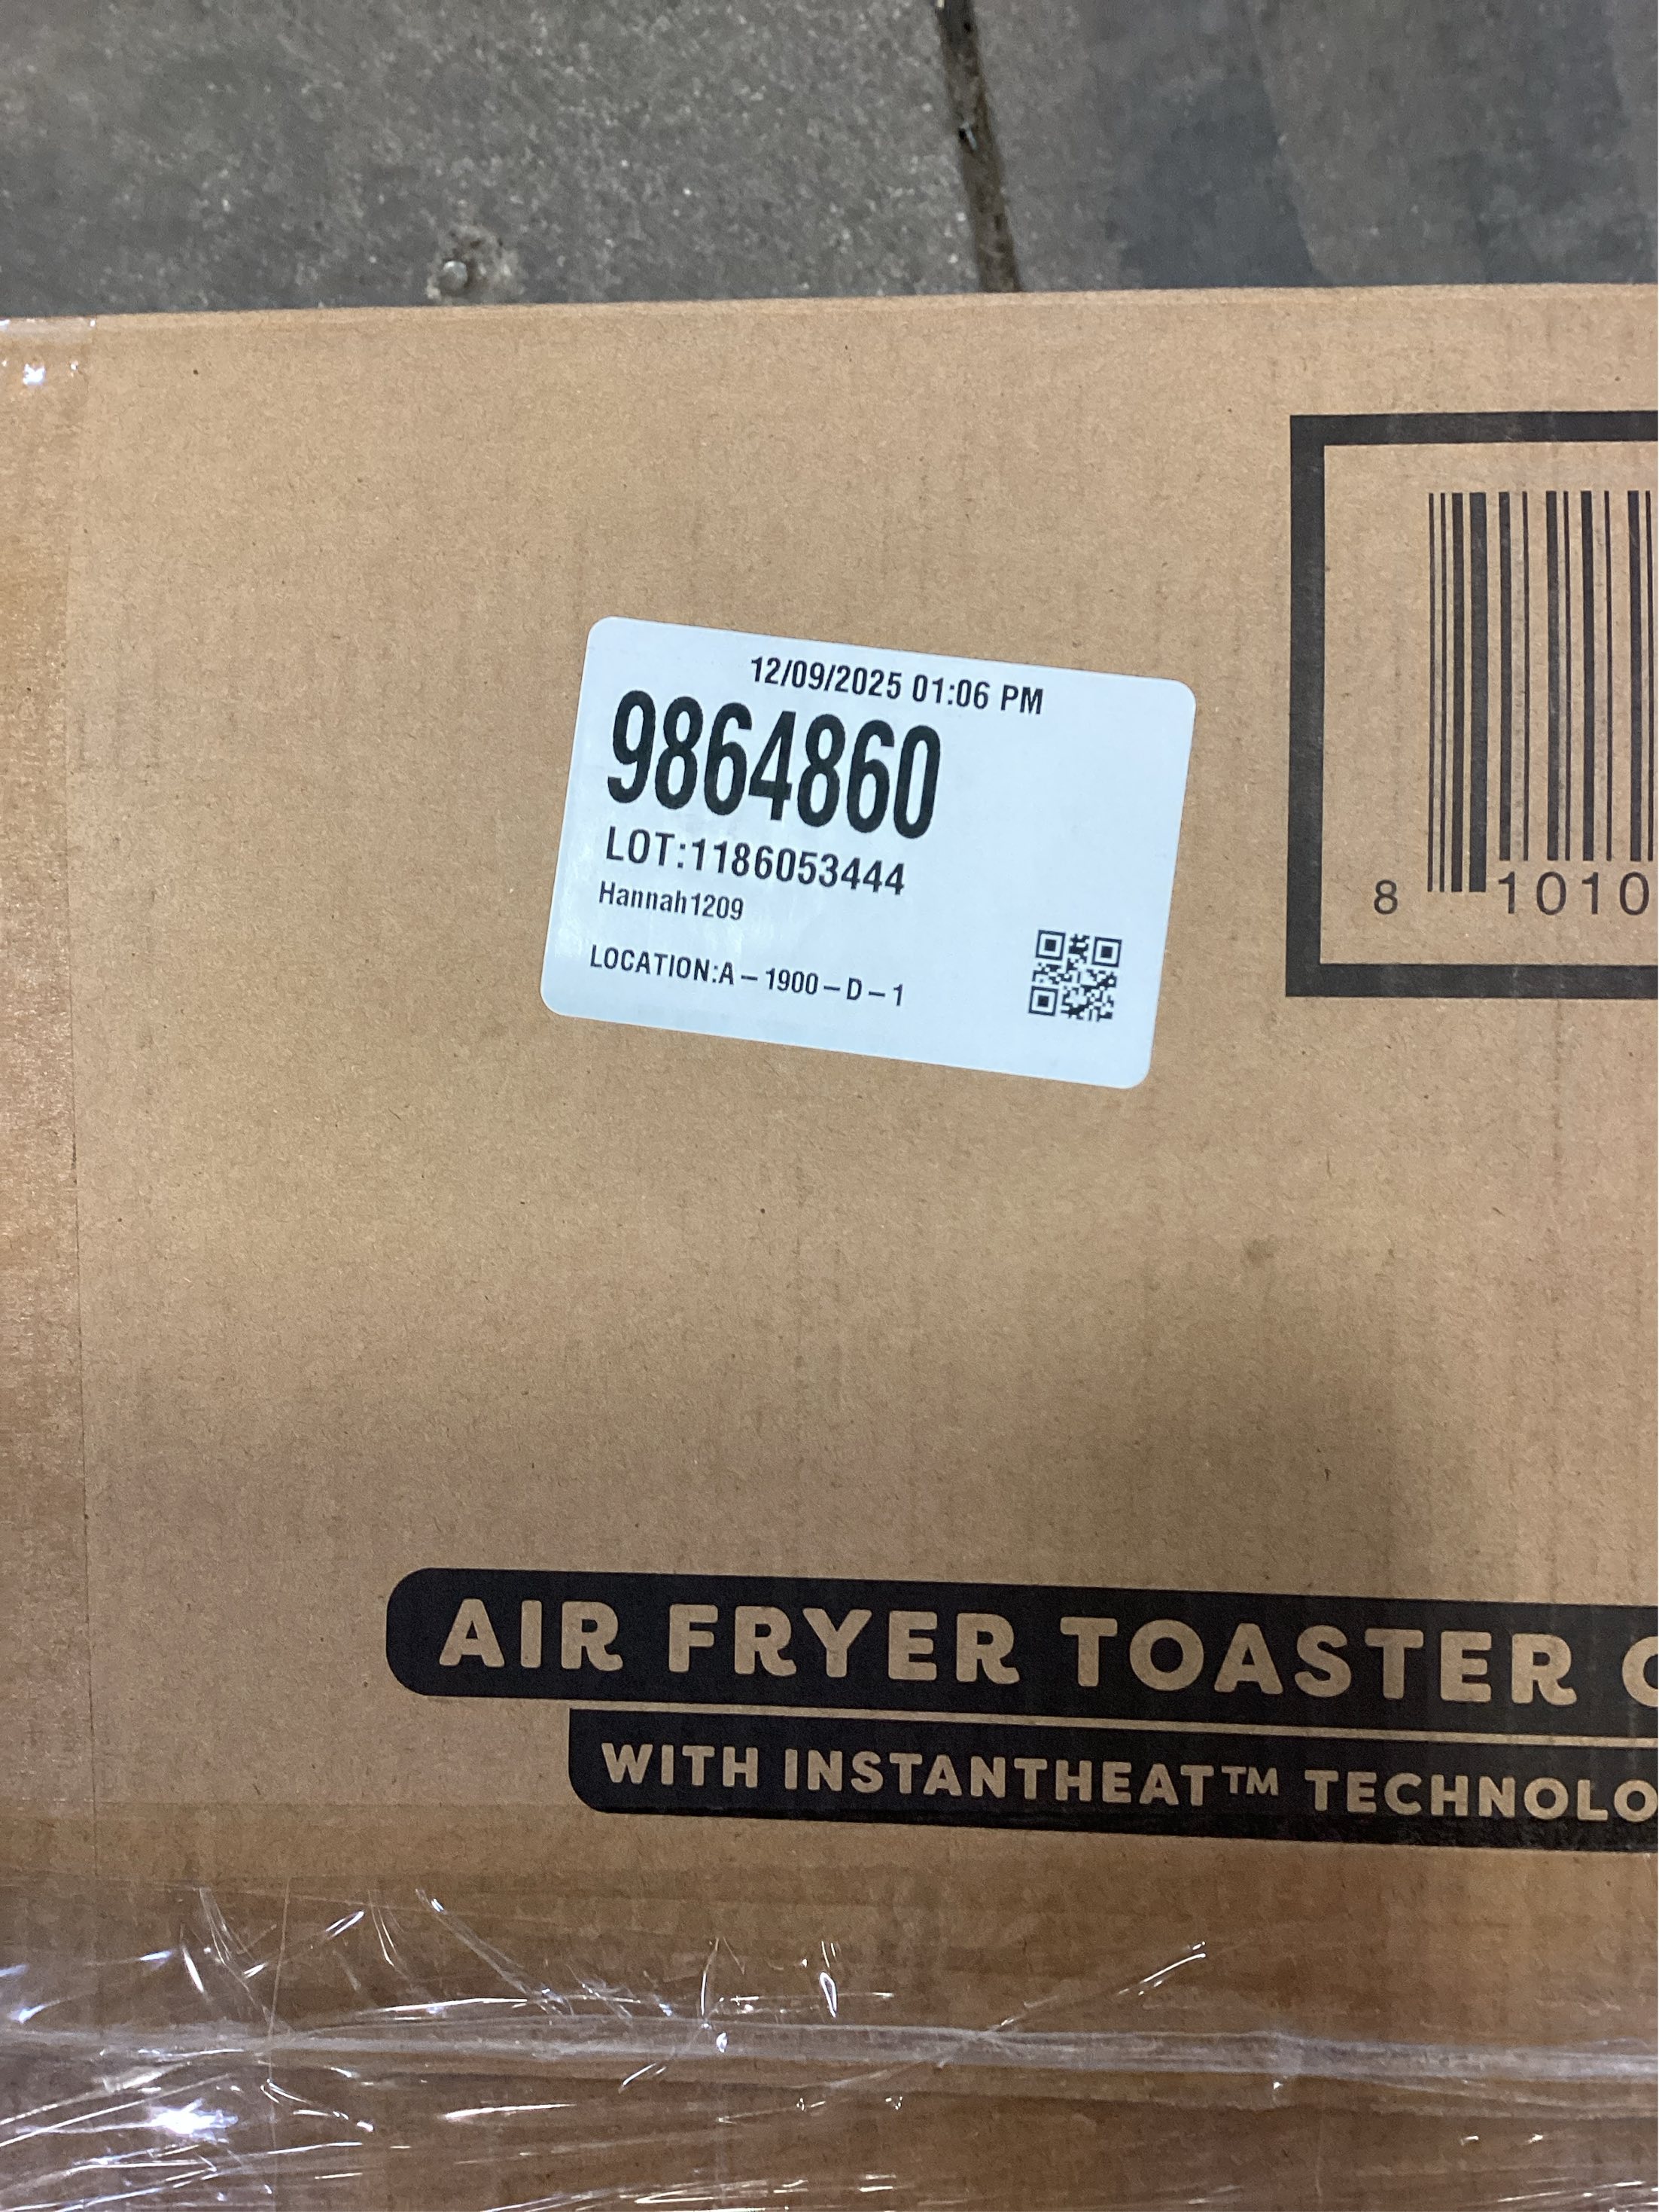 12/09/2025 01:06 PM
9864860
LOT:1186053444
Hannah1209
LOCATION:A – 1900 – D – 1
8 1010
AIR FRYER TOASTER
WITH INSTANTHEAT™ TECHNOLO